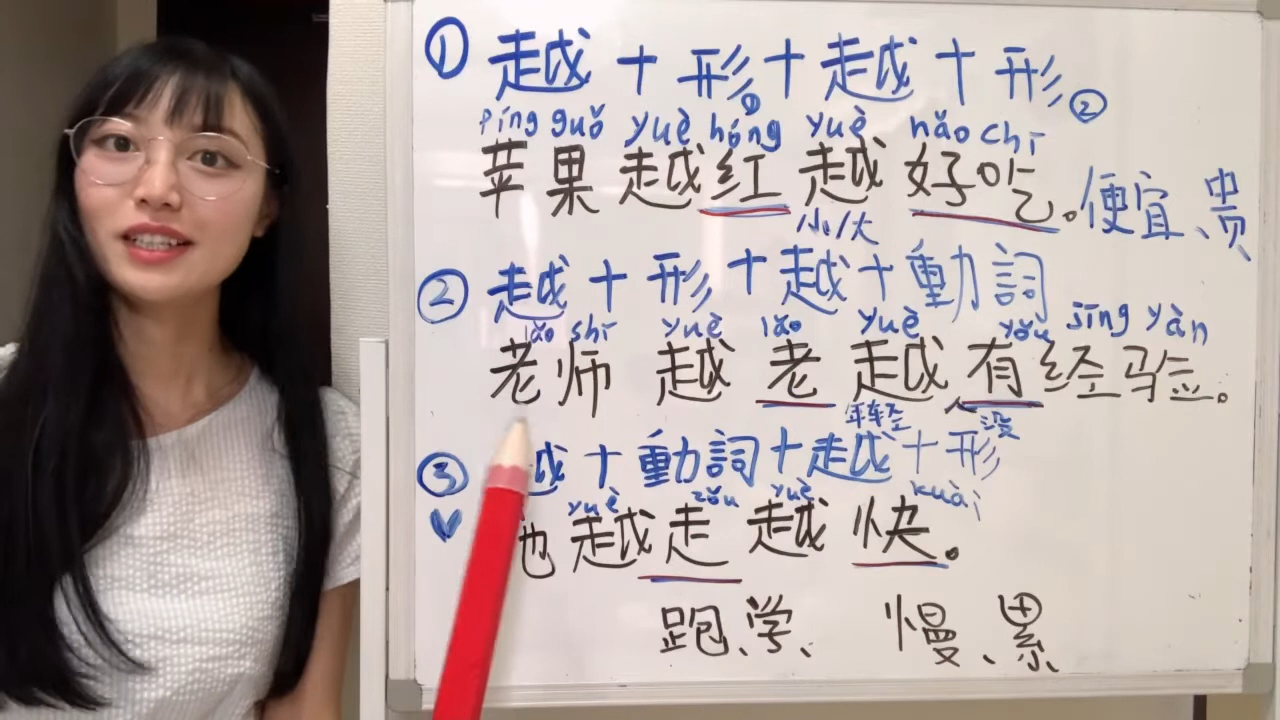 ① 越+形①+越+形②
píng guǒ yuè hóng yuè hǎo chī
苹果越红越好吃。便宜、贵
小/大
② 越+形+越+動詞
lǎo shī yuè lǎo yuè yǒu jīng yàn
老师越老越有经验。
年轻 没
③ 越+動詞+越+形
yuè zǒu yuè kuài
他越走越快。
跑、学、慢、累